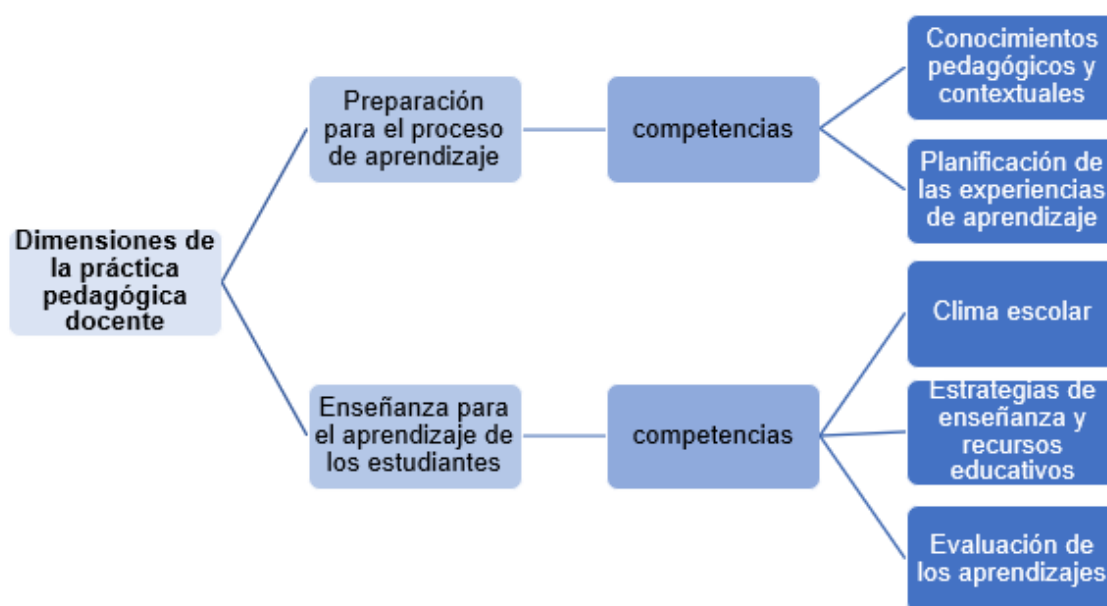 Dimensiones de
la práctica
pedagógica
docente
Preparación
para el proceso
de aprendizaje
competencias
Conocimientos
pedagógicos y
contextuales
Planificación de
las experiencias
de aprendizaje
Enseñanza para
el aprendizaje de
los estudiantes
competencias
Clima escolar
Estrategias de
enseñanza y
recursos
educativos
Evaluación de
los aprendizajes